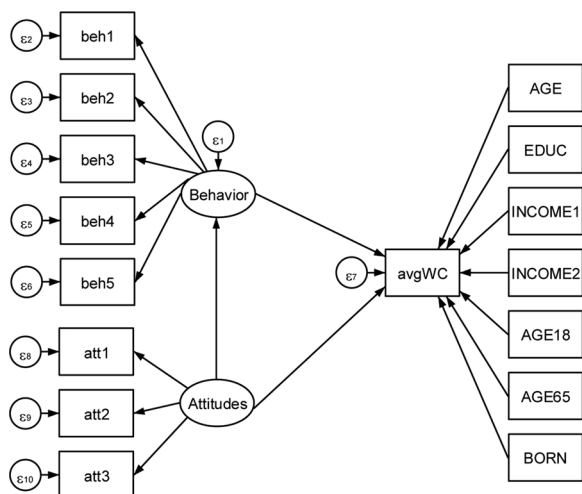 ε2
beh1
ε3
beh2
ε4
beh3
ε5
beh4
ε6
beh5
ε1
Behavior
ε8
att1
ε9
att2
ε10
att3
Attitudes
ε7
avgWC
AGE
EDUC
INCOME1
INCOME2
AGE18
AGE65
BORN